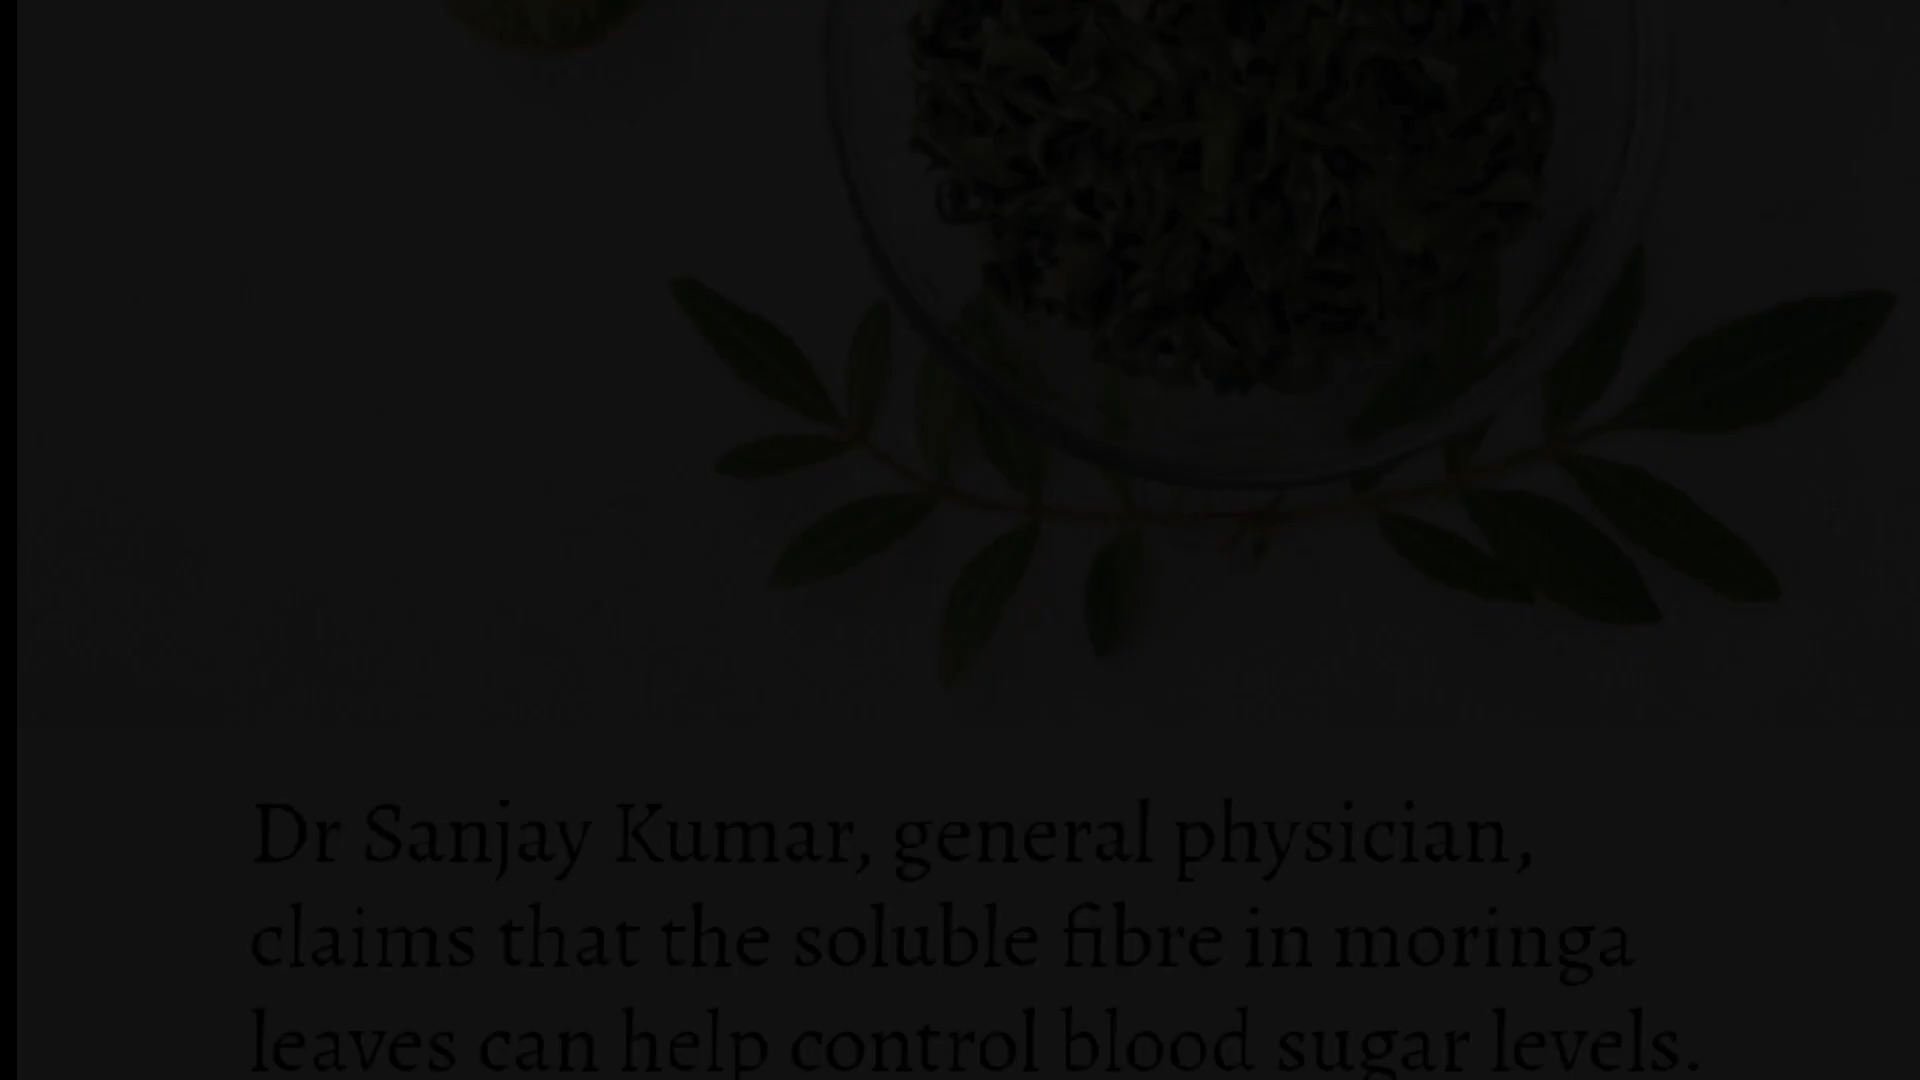 Dr Sanjay Kumar, general physician,
claims that the soluble fibre in moringa
leaves can help control blood sugar levels.